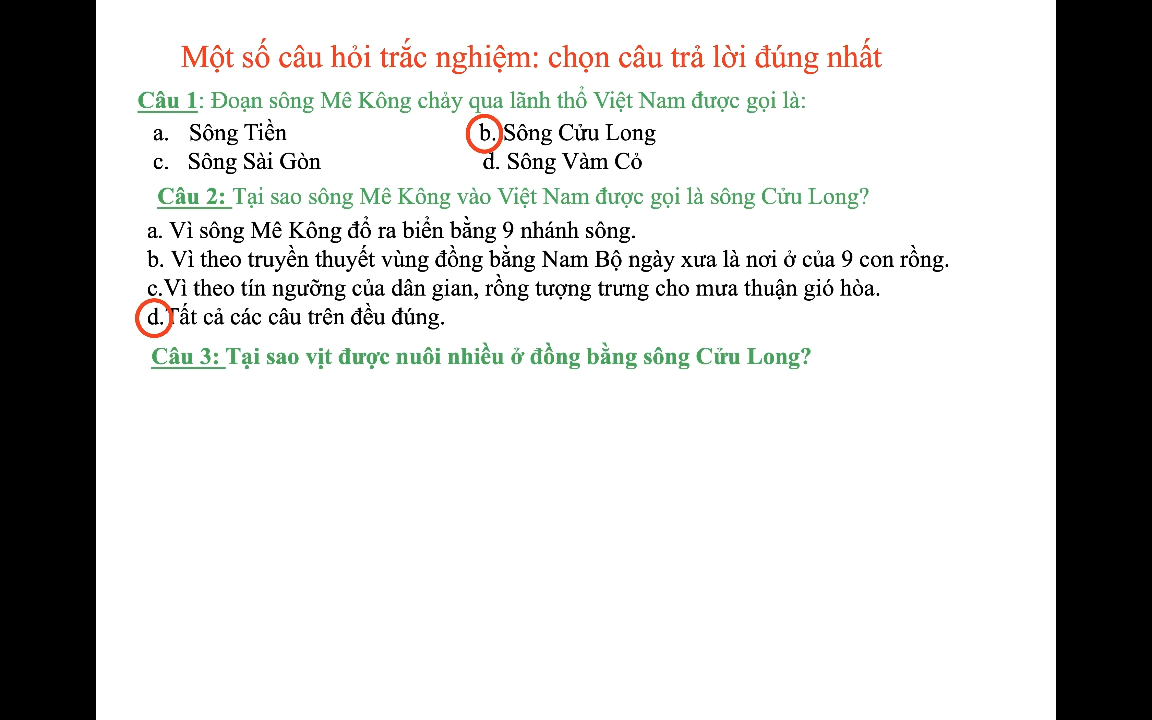 Một số câu hỏi trắc nghiệm: chọn câu trả lời đúng nhất
Câu 1: Đoạn sông Mê Kông chảy qua lãnh thổ Việt Nam được gọi là:
a. Sông Tiền b. Sông Cửu Long
c. Sông Sài Gòn d. Sông Vàm Cỏ
Câu 2: Tại sao sông Mê Kông vào Việt Nam được gọi là sông Cửu Long?
a. Vì sông Mê Kông đổ ra biển bằng 9 nhánh sông.
b. Vì theo truyền thuyết vùng đồng bằng Nam Bộ ngày xưa là nơi ở của 9 con rồng.
c.Vì theo tín ngưỡng của dân gian, rồng tượng trưng cho mưa thuận gió hòa.
d.Tất cả các câu trên đều đúng.
Câu 3: Tại sao vịt được nuôi nhiều ở đồng bằng sông Cửu Long?